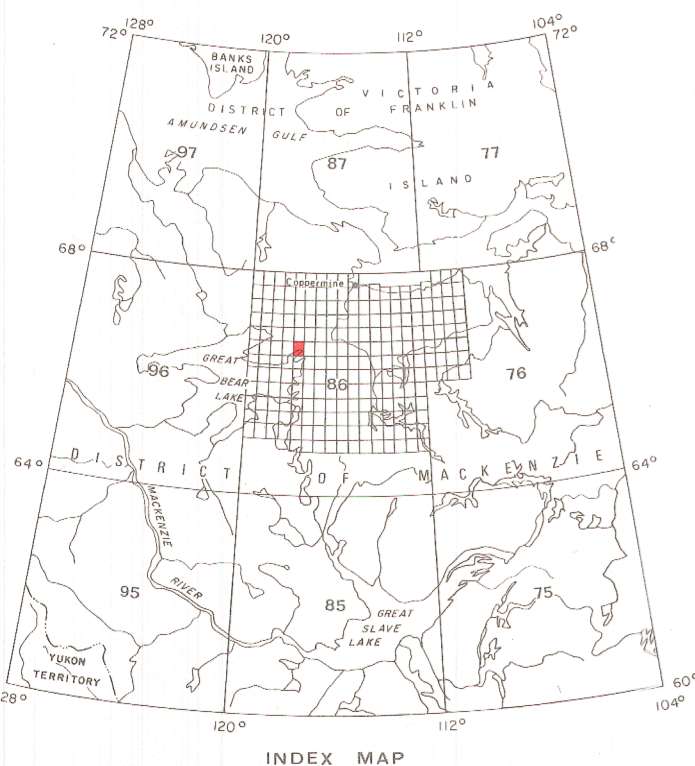 128° 120° 112° 104°
72° 72°
BANKS
ISLAND
VICTORIA
DISTRICT OF FRANKLIN
AMUNDSEN GULF
97 87 77
ISLAND
68° 68°
Coppermine
GREAT
96 86 76
BEAR
LAKE
64° DISTRICT OF MACKENZIE 64°
MACKENZIE
RIVER
95 85 75
GREAT
SLAVE
LAKE
YUKON
TERRITORY
28° 60°
120° 112° 104°
INDEX MAP